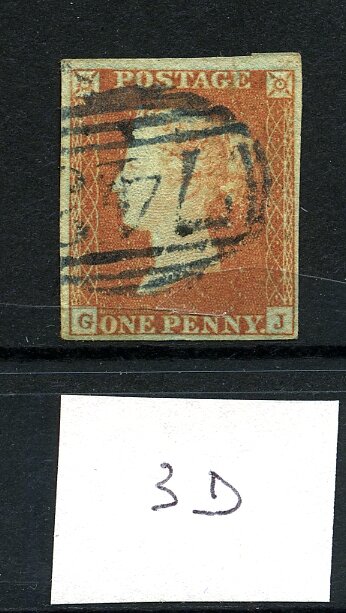 POSTAGE
G ONE PENNY. J
3D